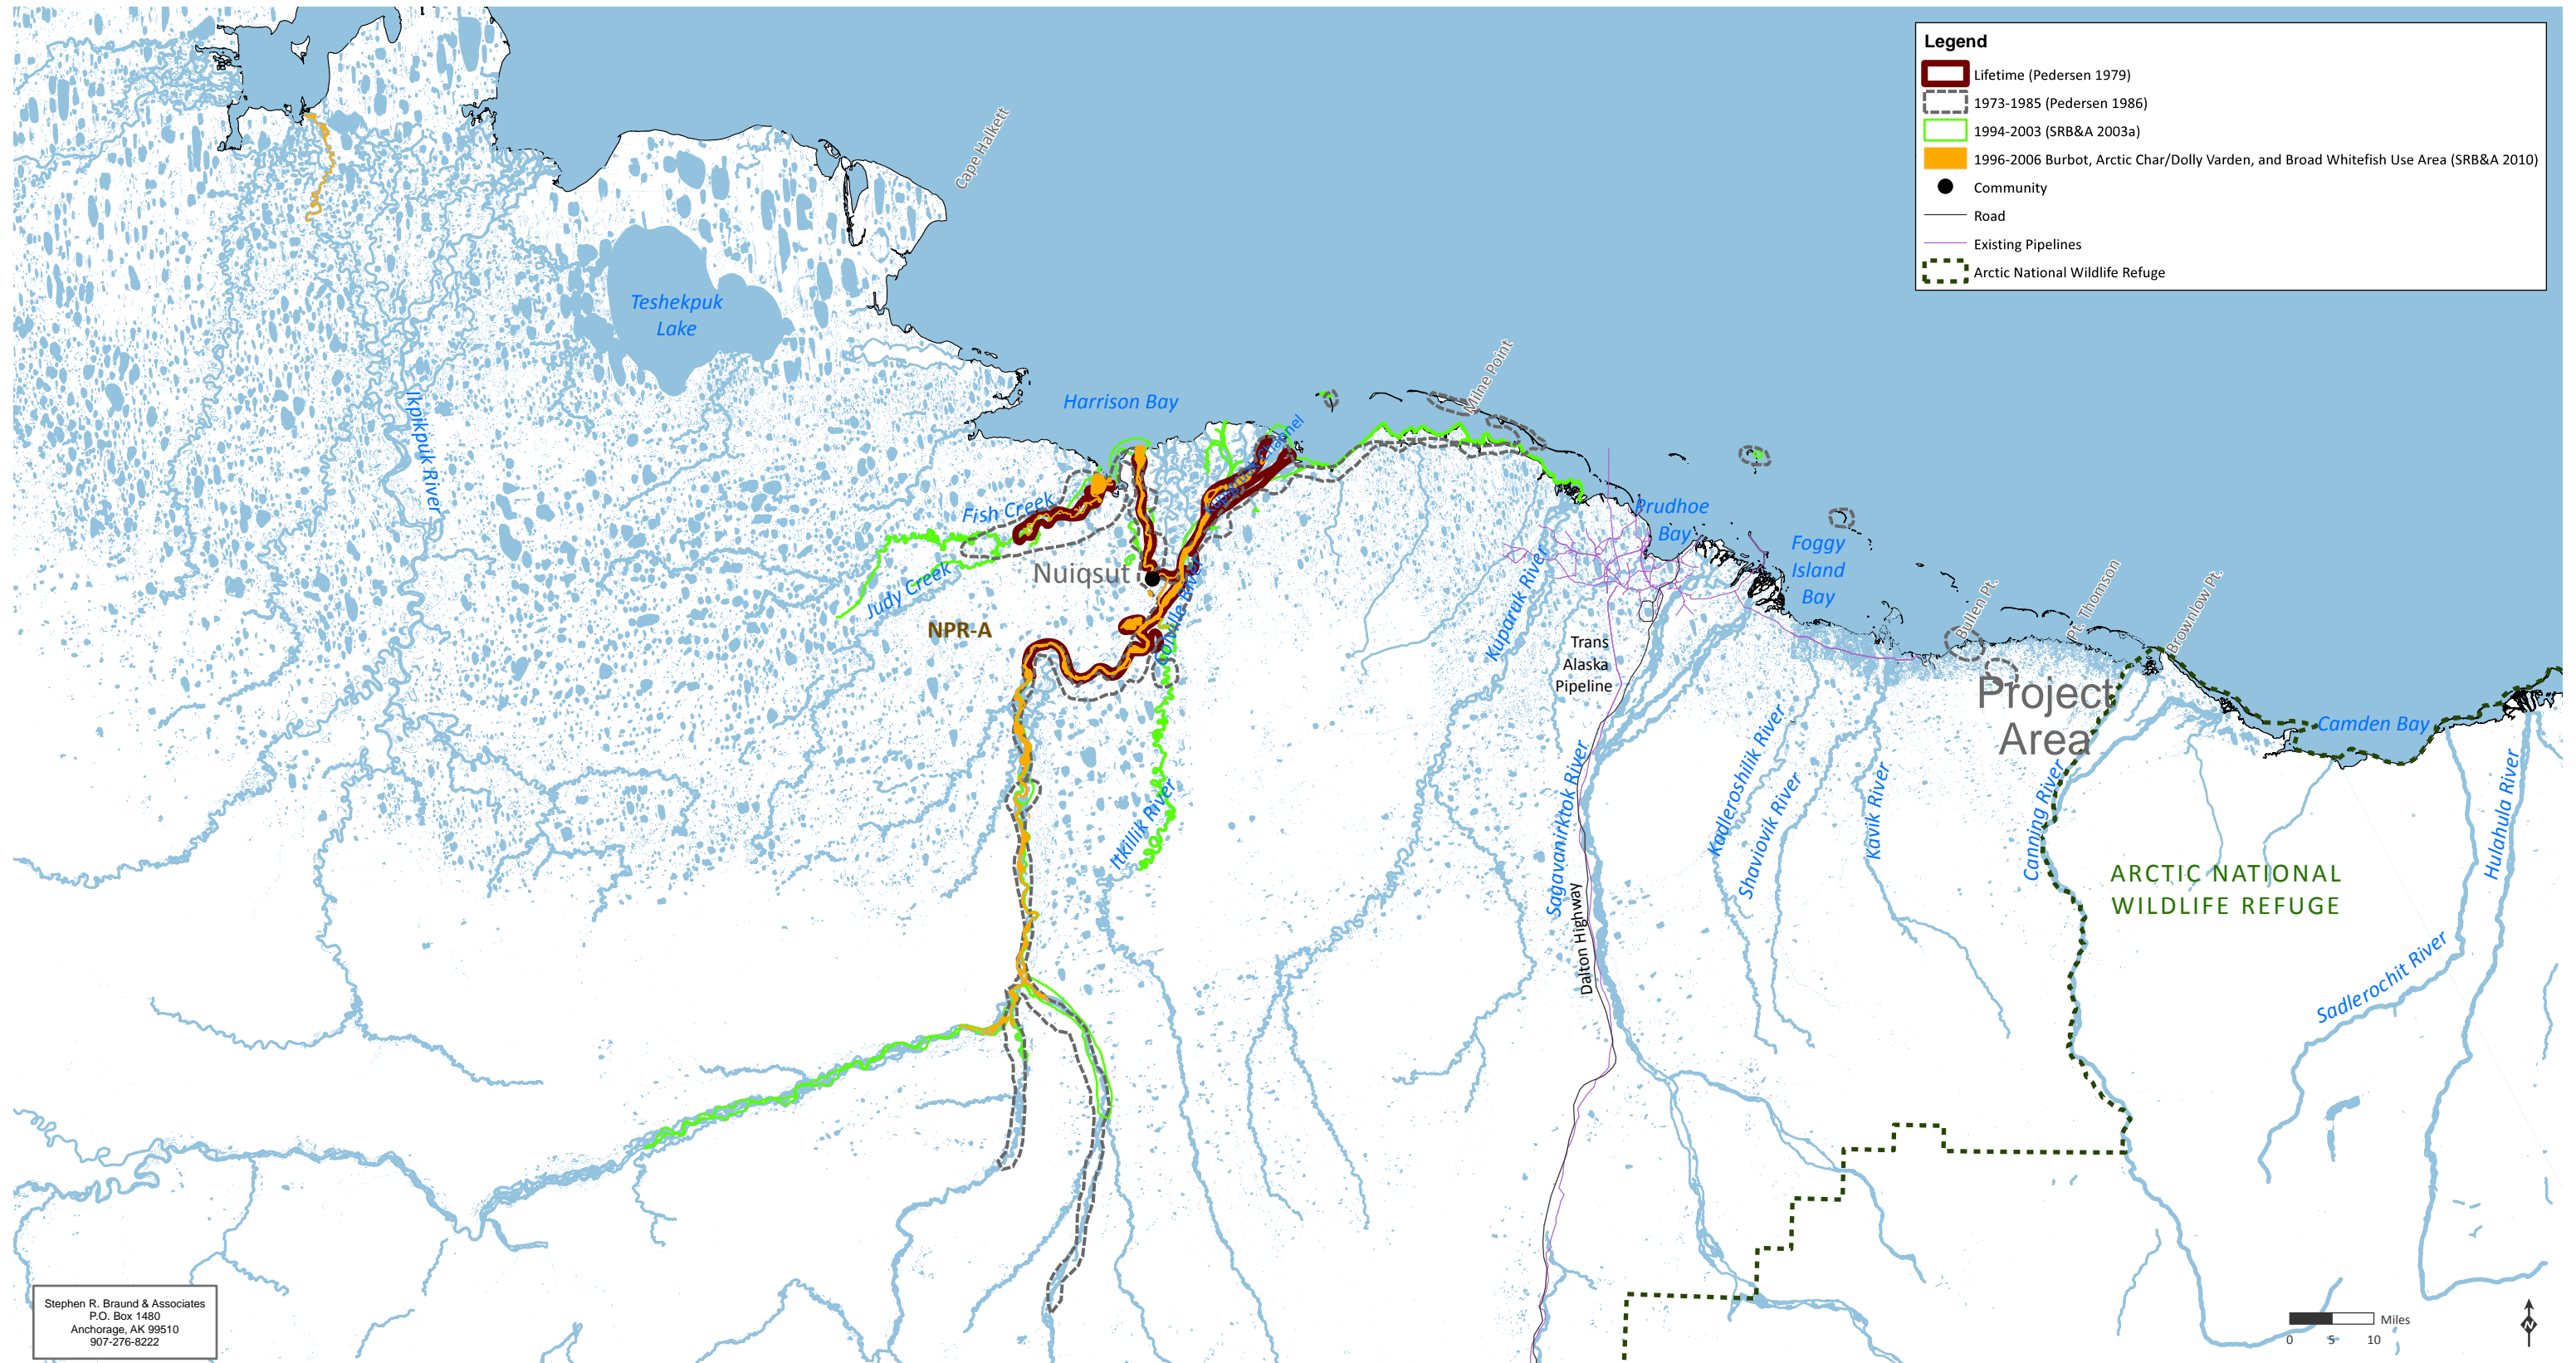 Legend
Lifetime (Pedersen 1979)
1973-1985 (Pedersen 1986)
1994-2003 (SRB&A 2003a)
1996-2006 Burbot, Arctic Char/Dolly Varden, and Broad Whitefish Use Area (SRB&A 2010)
Community
Road
Existing Pipelines
Arctic National Wildlife Refuge
Cape Halkett
Teshekpuk
Lake
Ikpikpuk River
Harrison Bay
Milne Point
Channel
Fish Creek
Judy Creek
Nuiqsut
Colville River
NPR-A
Itkillik River
Kuparuk River
Prudhoe
Bay
Foggy
Island
Bay
Trans
Alaska
Pipeline
Bullen Pt.
Pt. Thomson
Brownlow Pt.
Project
Area
Camden Bay
Sagavanirktok River
Dalton Highway
Kadleroshilik River
Shaviovik River
Kavik River
Canning River
Hulahula River
ARCTIC NATIONAL
WILDLIFE REFUGE
Sadlerochit River
Stephen R. Braund & Associates
P.O. Box 1480
Anchorage, AK 99510
907-276-8222
Miles
0 5 10
N